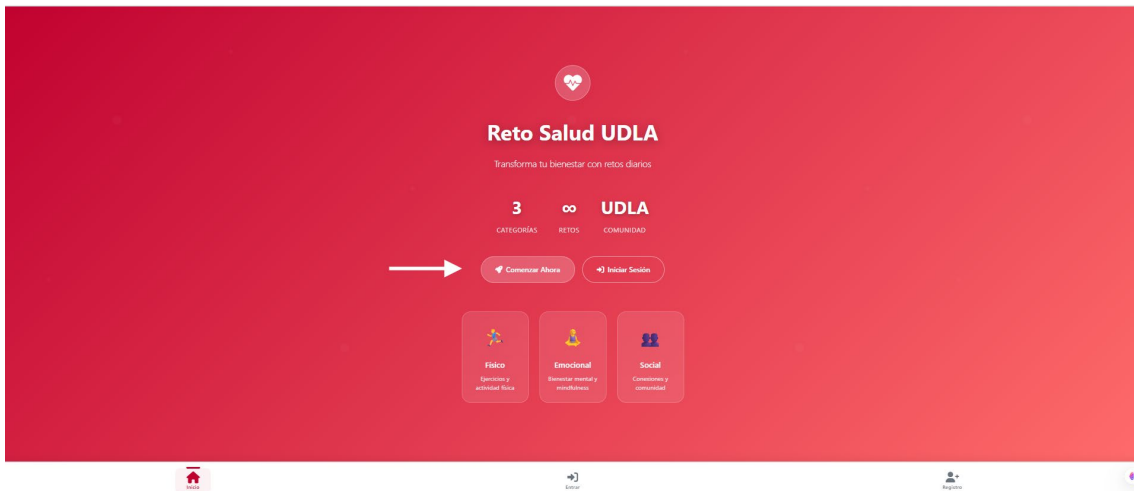 Reto Salud UDLA
Transforma tu bienestar con retos diarios
3 ∞ UDLA
CATEGORÍAS RETOS COMUNIDAD
Comenzar Ahora Iniciar Sesión
Físico Emocional Social
Ejercicios y Bienestar mental y Conexiones y
actividad física mindfulness comunidad
Inicio Entrar Registro